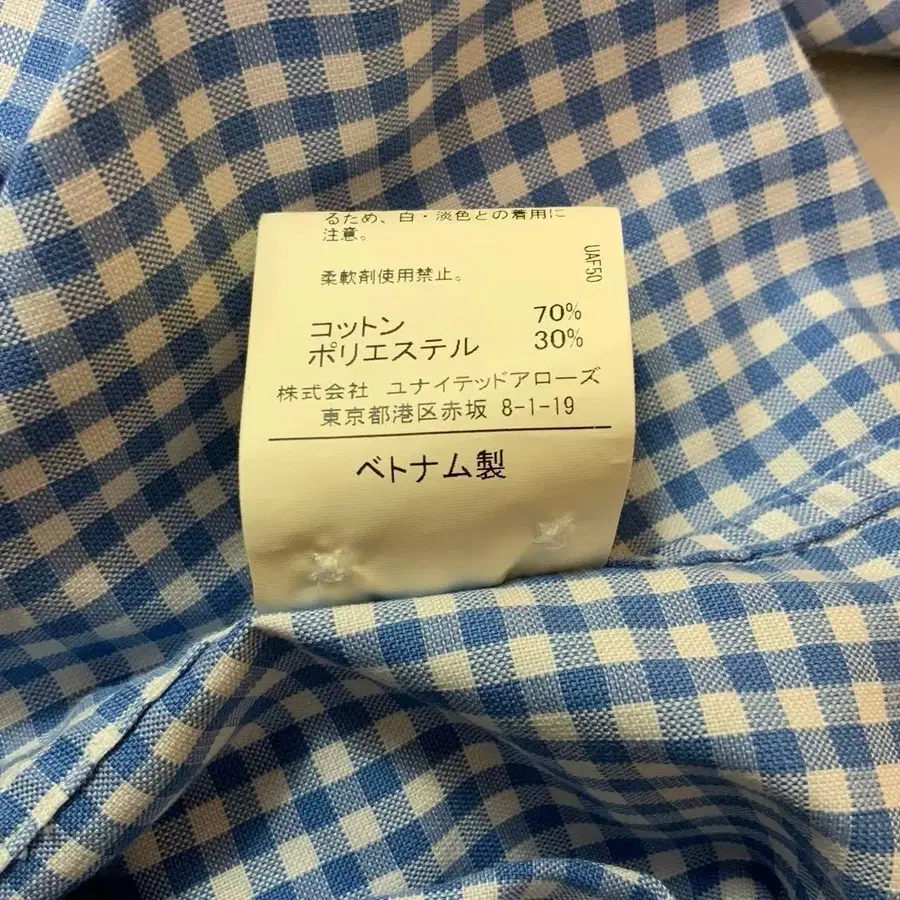 るため、白・淡色との着用に
注意。
柔軟剤使用禁止。
UAF50
コットン 70%
ポリエステル 30%
株式会社 ユナイテッドアローズ
東京都港区赤坂 8-1-19
ベトナム製